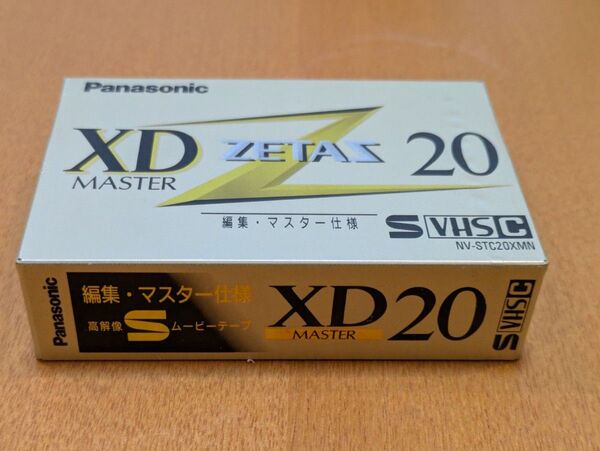 Panasonic
XD ZETAS 20
MASTER
編集・マスター仕様
S VHS C
NV-STC20XMN
Panasonic
編集・マスター仕様
高解像 S ムービーテープ
XD 20
MASTER
S VHS C